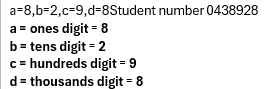 a=8,b=2,c=9,d=8Student number 0438928
a = ones digit = 8
b = tens digit = 2
c = hundreds digit = 9
d = thousands digit = 8